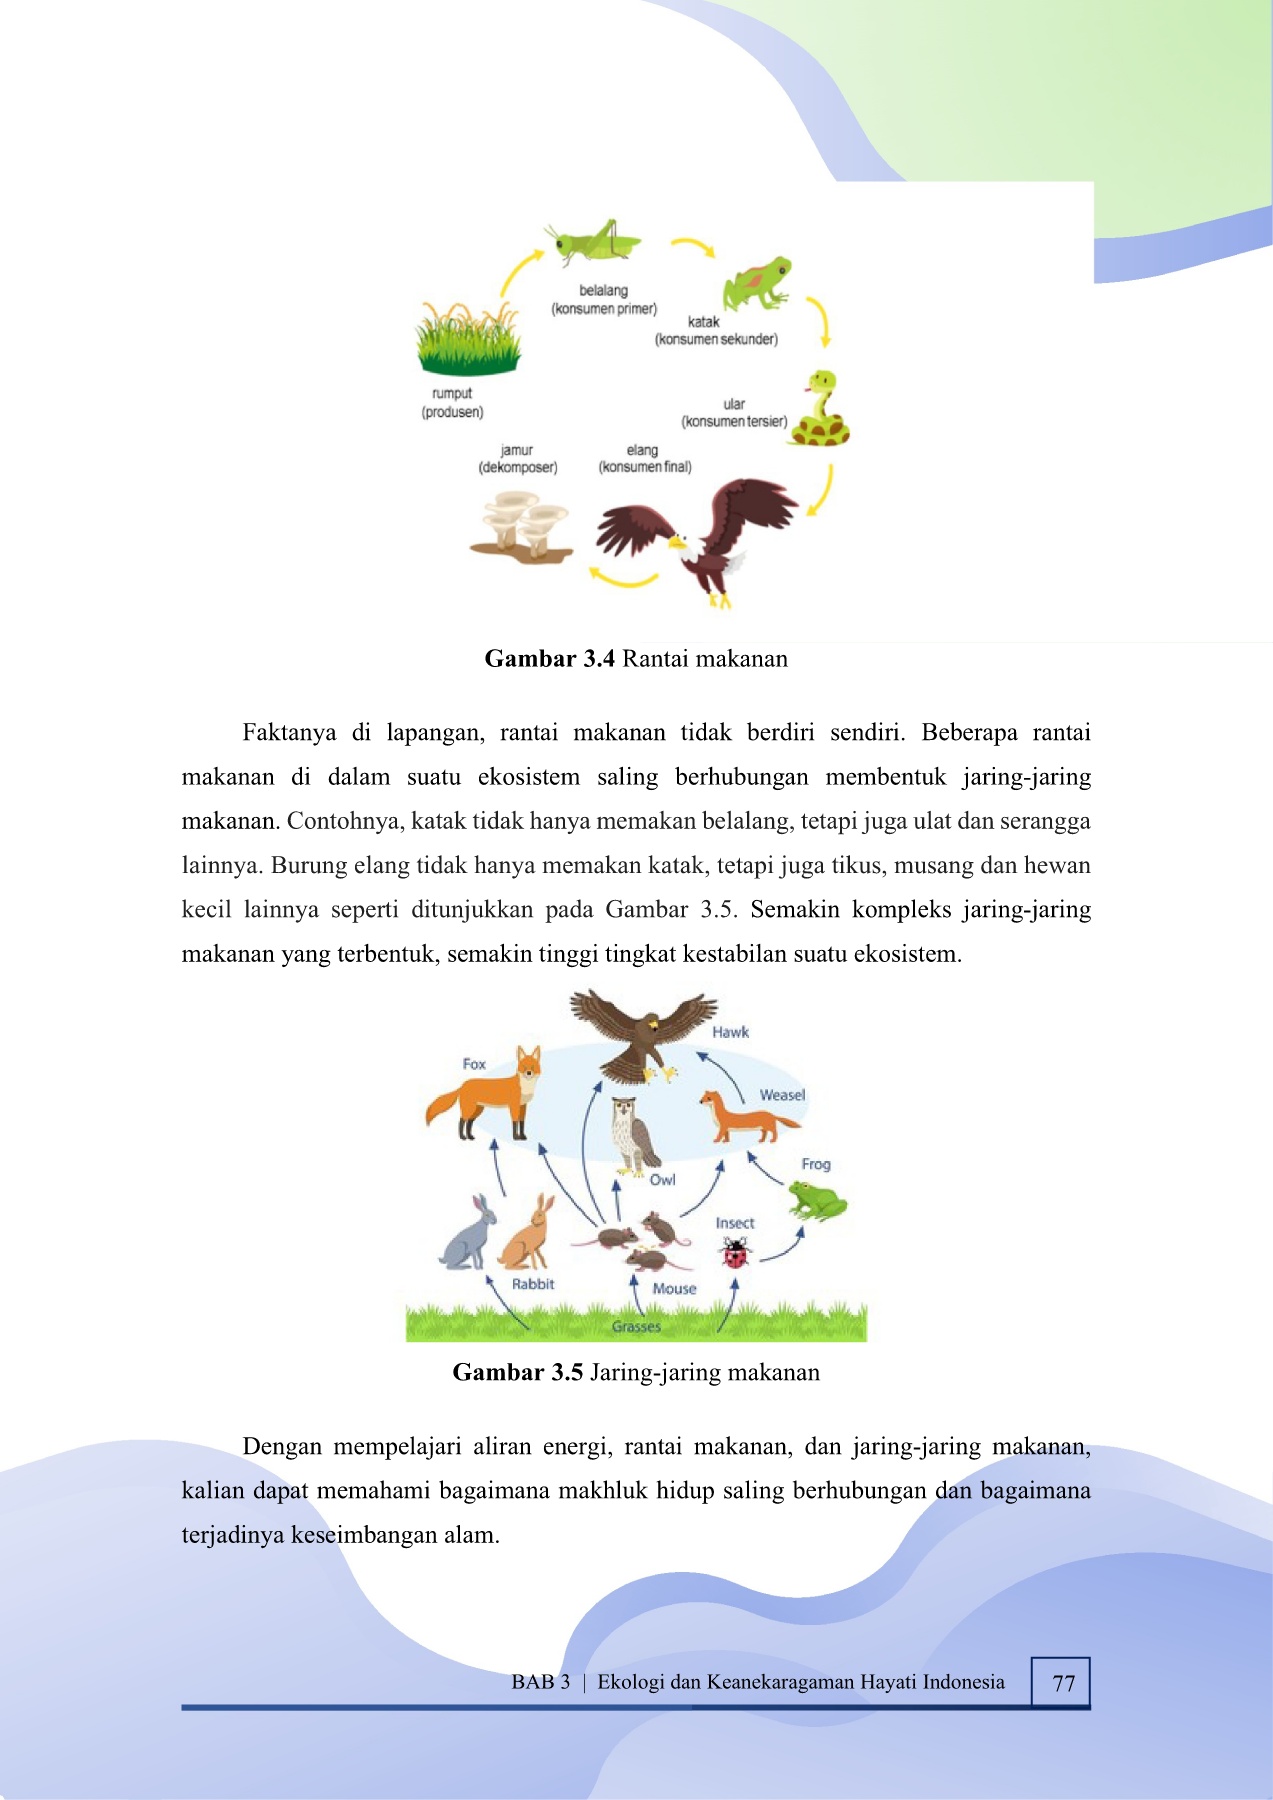 belalang
(konsumen primer)
katak
(konsumen sekunder)
rumput
(produsen)
ular
(konsumen tersier)
jamur
(dekomposer)
elang
(konsumen final)
Gambar 3.4 Rantai makanan
Faktanya di lapangan, rantai makanan tidak berdiri sendiri. Beberapa rantai
makanan di dalam suatu ekosistem saling berhubungan membentuk jaring-jaring
makanan. Contohnya, katak tidak hanya memakan belalang, tetapi juga ulat dan serangga
lainnya. Burung elang tidak hanya memakan katak, tetapi juga tikus, musang dan hewan
kecil lainnya seperti ditunjukkan pada Gambar 3.5. Semakin kompleks jaring-jaring
makanan yang terbentuk, semakin tinggi tingkat kestabilan suatu ekosistem.
Hawk
Fox
Weasel
Frog
Owl
Insect
Rabbit
Mouse
Grasses
Gambar 3.5 Jaring-jaring makanan
Dengan mempelajari aliran energi, rantai makanan, dan jaring-jaring makanan,
kalian dapat memahami bagaimana makhluk hidup saling berhubungan dan bagaimana
terjadinya keseimbangan alam.
BAB 3 | Ekologi dan Keanekaragaman Hayati Indonesia
77